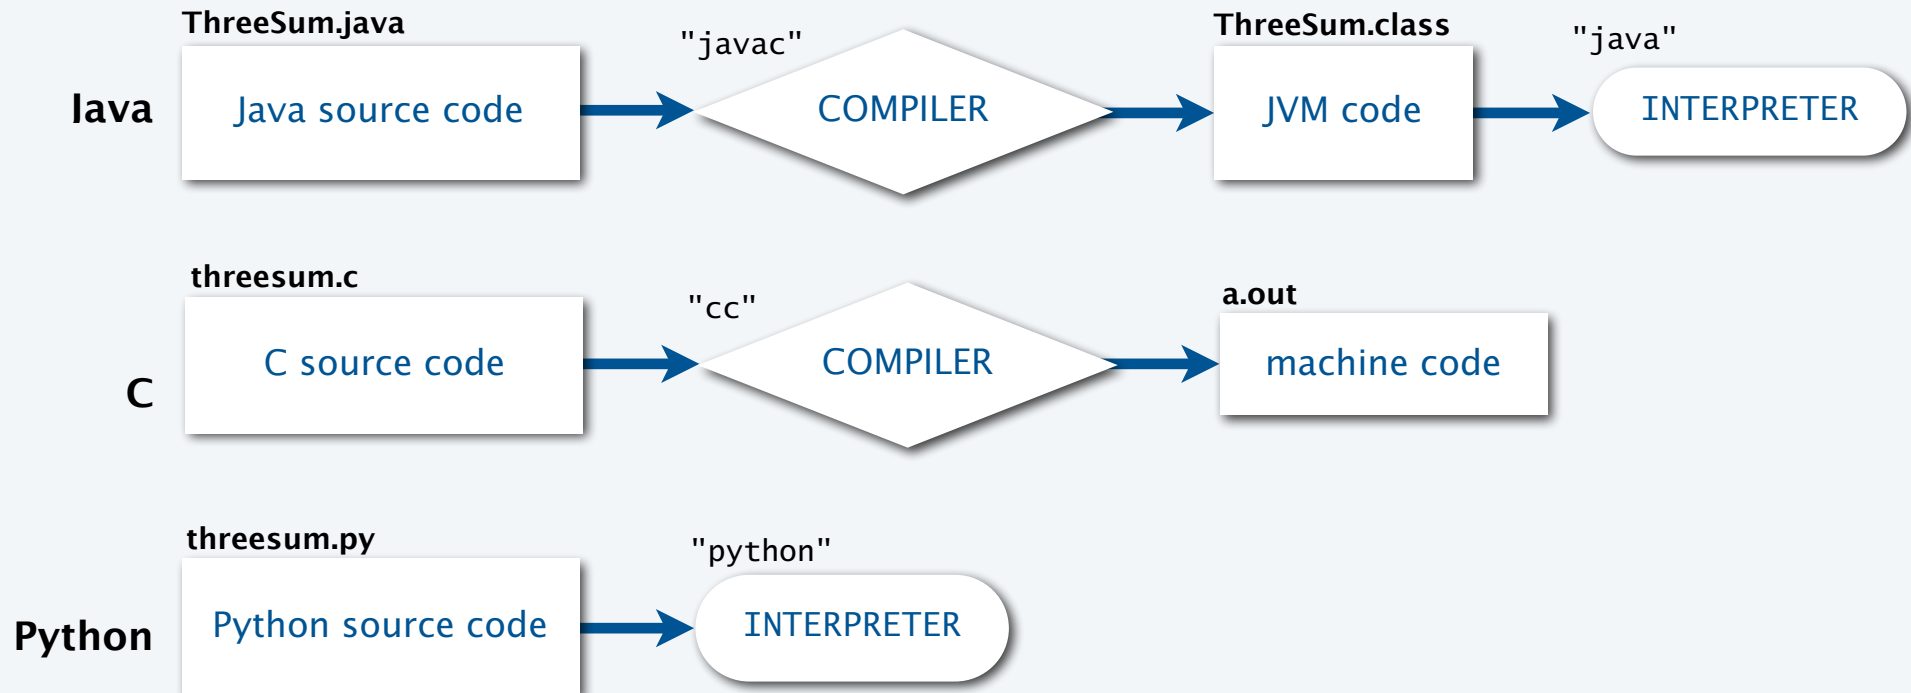 ThreeSum.java
"javac"
ThreeSum.class
"java"
Java
Java source code
COMPILER
JVM code
INTERPRETER
threesum.c
"cc"
a.out
C
C source code
COMPILER
machine code
threesum.py
"python"
Python
Python source code
INTERPRETER